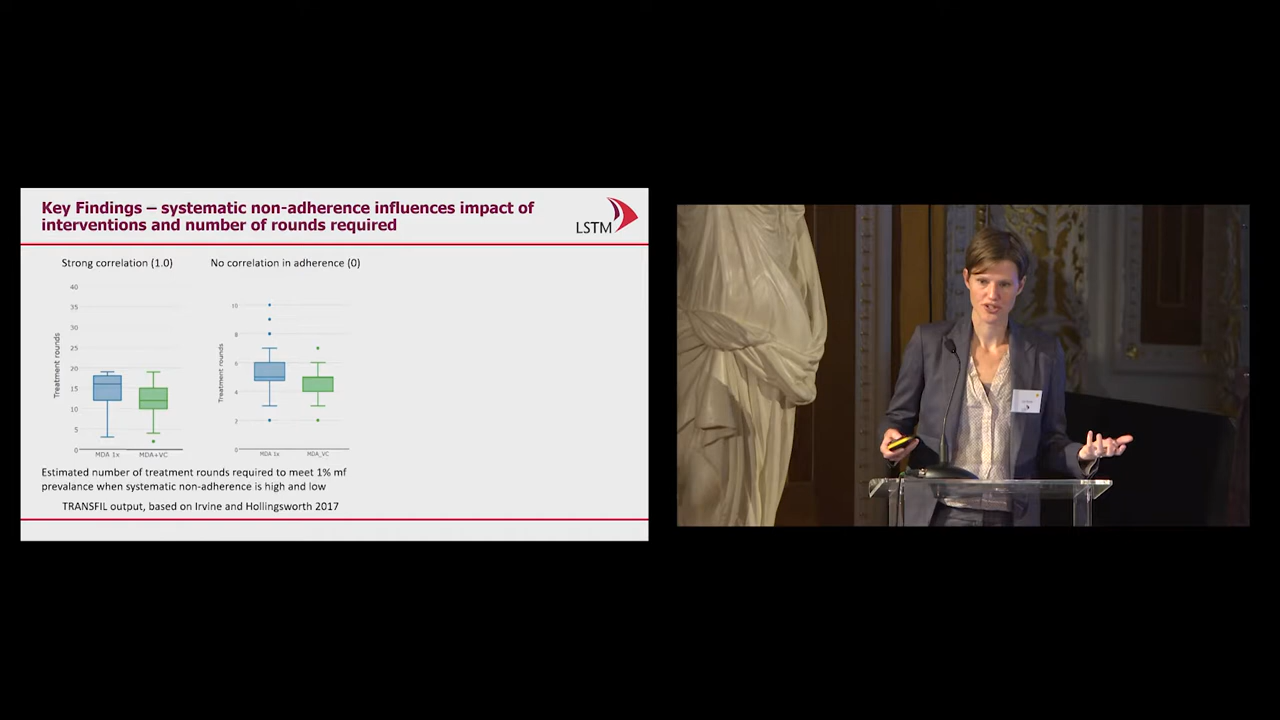 Key Findings – systematic non-adherence influences impact of
interventions and number of rounds required
LSTM
Strong correlation (1.0)
No correlation in adherence (0)
40
35
30
25
20
15
10
5
0
Treatment rounds
MDA 1x
MDA+VC
10
8
6
4
2
0
Treatment rounds
MDA 1x
MDA_VC
Estimated number of treatment rounds required to meet 1% mf
prevalance when systematic non-adherence is high and low
TRANSFIL output, based on Irvine and Hollingsworth 2017